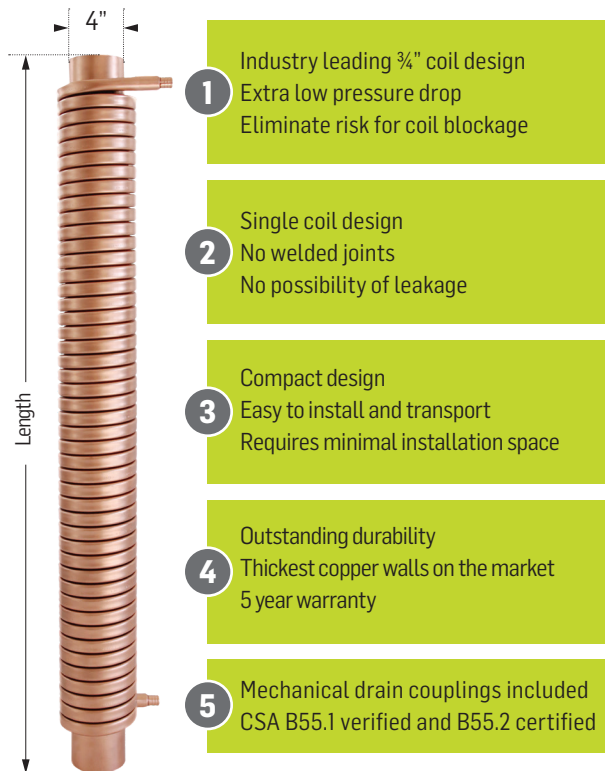 4”
Length
1
Industry leading ¾” coil design
Extra low pressure drop
Eliminate risk for coil blockage
2
Single coil design
No welded joints
No possibility of leakage
3
Compact design
Easy to install and transport
Requires minimal installation space
4
Outstanding durability
Thickest copper walls on the market
5 year warranty
5
Mechanical drain couplings included
CSA B55.1 verified and B55.2 certified